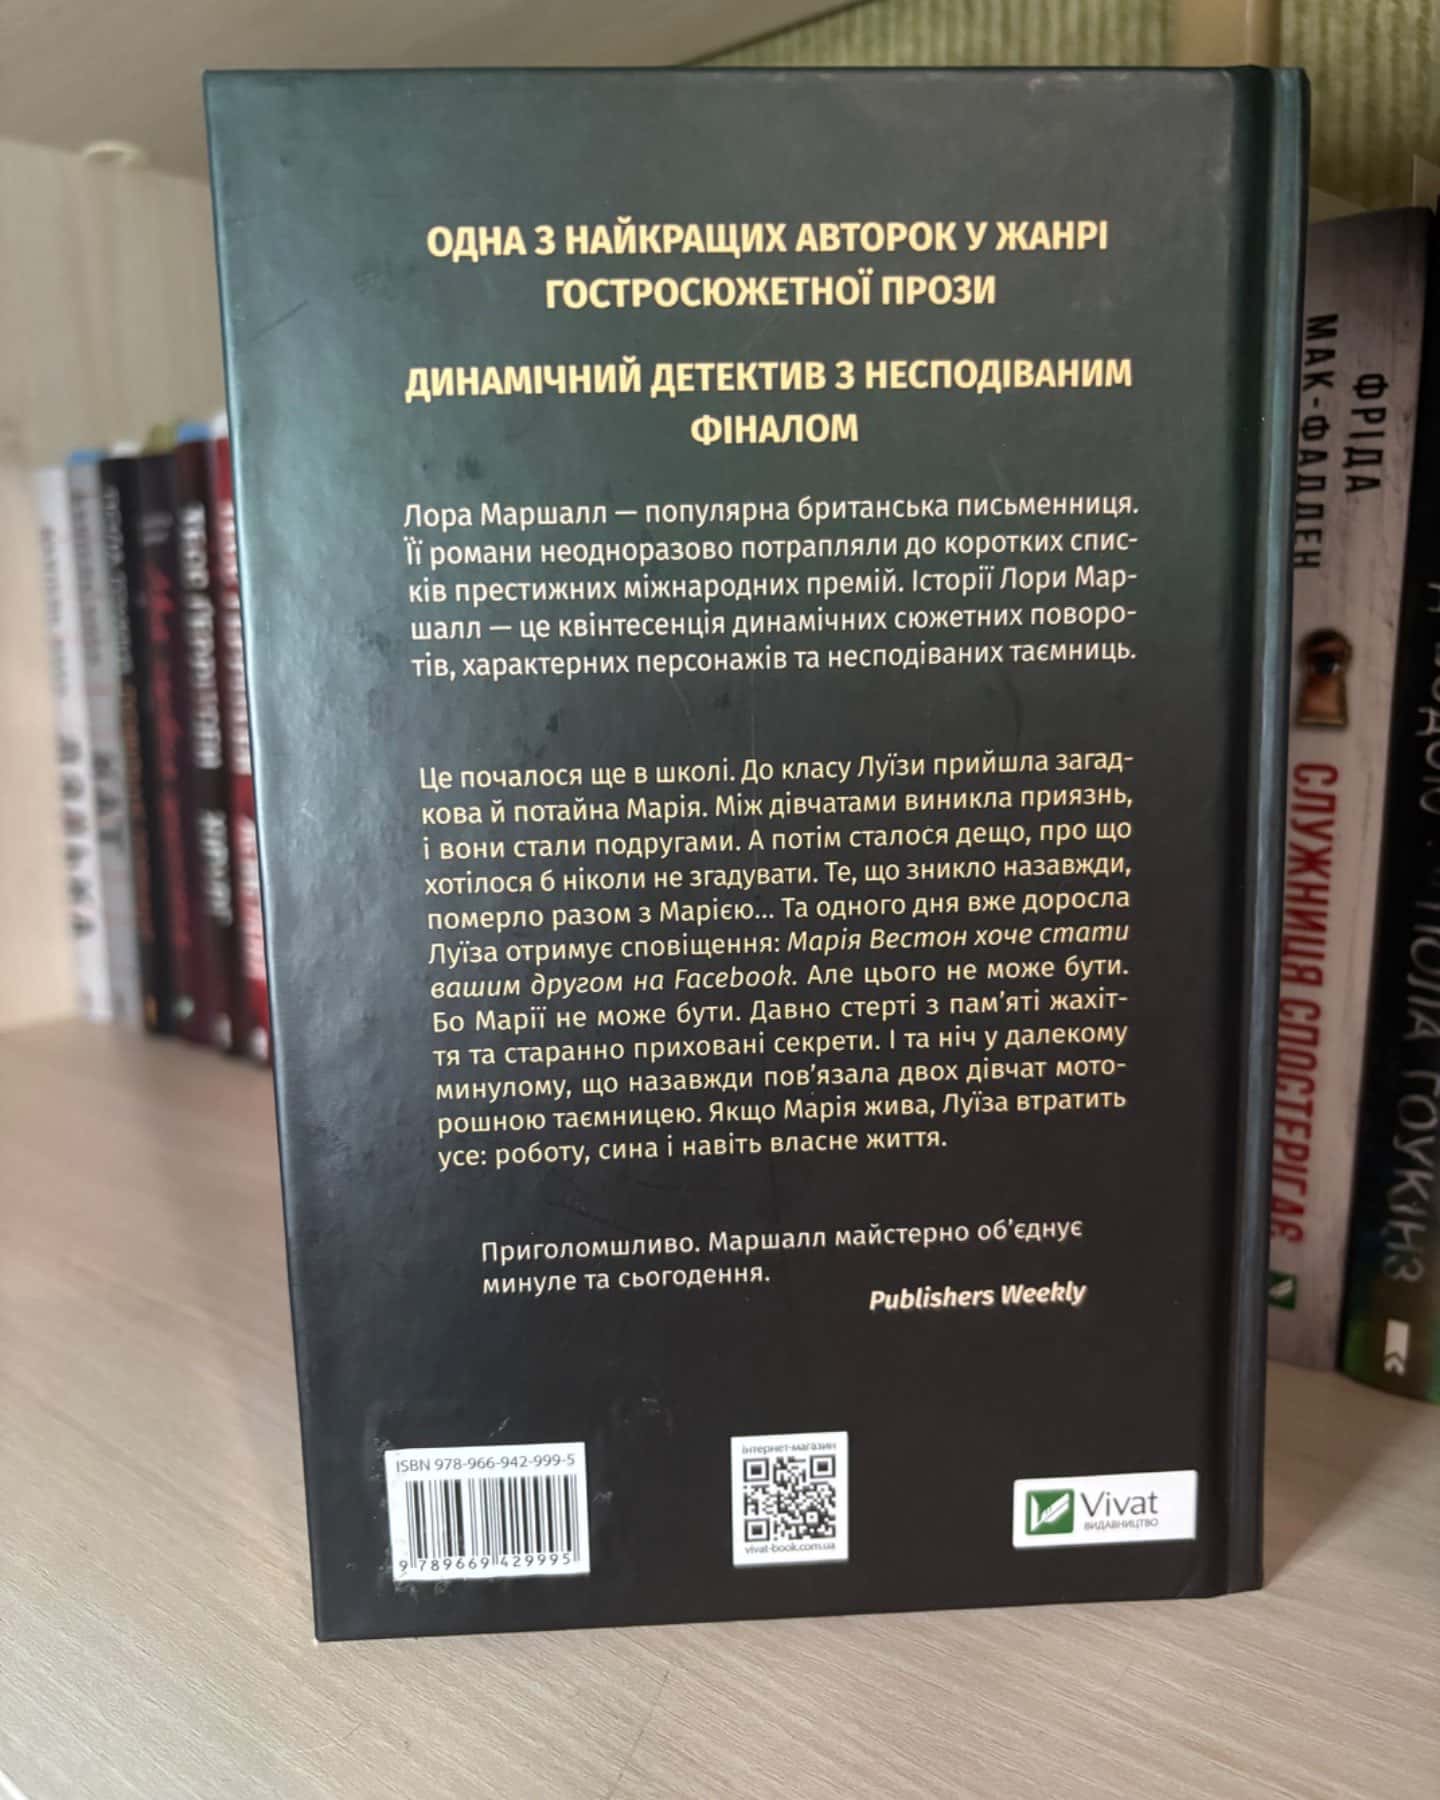 ОДНА З НАЙКРАЩИХ АВТОРОК У ЖАНРІ
ГОСТРОСЮЖЕТНОЇ ПРОЗИ
ДИНАМІЧНИЙ ДЕТЕКТИВ З НЕСПОДІВАНИМ
ФІНАЛОМ
Лора Маршалл — популярна британська письменниця.
Її романи неодноразово потрапляли до коротких спис-
ків престижних міжнародних премій. Історії Лори Мар-
шалл — це квінтесенція динамічних сюжетних поворо-
тів, характерних персонажів та несподіваних таємниць.
Це почалося ще в школі. До класу Луїзи прийшла загад-
кова й потайна Марія. Між дівчатами виникла приязнь,
і вони стали подругами. А потім сталося дещо, про що
хотілося б ніколи не згадувати. Те, що зникло назавжди,
померло разом з Марією... Та одного дня вже доросла
Луїза отримує сповіщення: Марія Вестон хоче стати
вашим другом на Facebook. Але цього не може бути.
Бо Марії не може бути. Давно стерті з пам’яті жахіт-
тя та старанно приховані секрети. І та ніч у далекому
минулому, що назавжди пов’язала двох дівчат мото-
рошною таємницею. Якщо Марія жива, Луїза втратить
усе: роботу, сина і навіть власне життя.
Приголомшливо. Маршалл майстерно об’єднує
минуле та сьогодення.
Publishers Weekly
ISBN 978-966-942-999-5
9 789669 429995
інтернет-магазин
vivat-book.com.ua
Vivat
ВИДАВНИЦТВО
ФРІДА
МАК-ФАДДЕН
СЛУЖНИЦЯ СПОСТЕРІГАЄ
ПОЛА ГОУКІНЗ